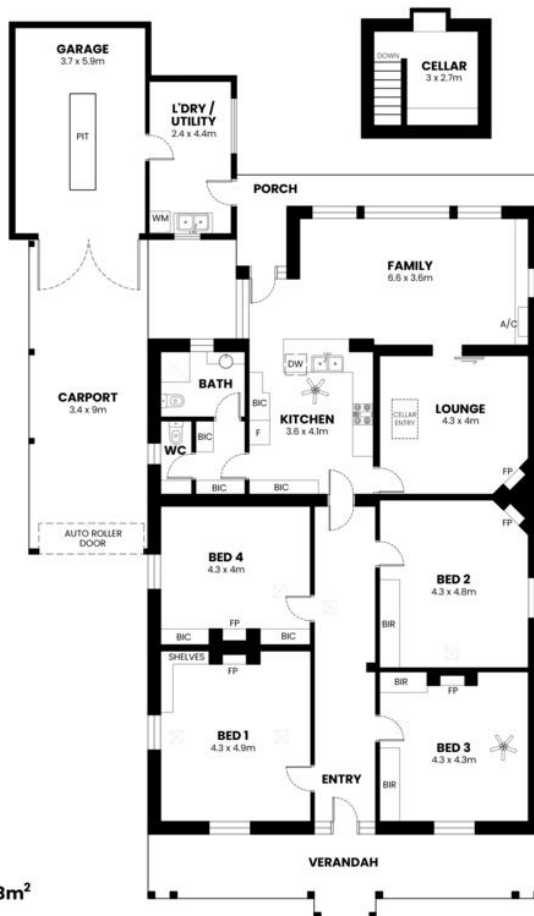 GARAGE
3.7 x 5.9m
PIT
L'DRY /
UTILITY
2.4 x 4.4m
WM
DOWN
CELLAR
3 x 2.7m
PORCH
FAMILY
6.6 x 3.6m
A/C
CARPORT
3.4 x 9m
AUTO ROLLER
DOOR
BATH
WC
BIC
BIC
DW
BIC
F
KITCHEN
3.6 x 4.1m
BIC
LOUNGE
4.3 x 4m
CELLAR
ENTRY
FP
FP
BED 4
4.3 x 4m
BIC
FP
BIC
BED 2
4.3 x 4.8m
BIR
SHELVES
FP
BED 1
4.3 x 4.9m
BIR
FP
BED 3
4.3 x 4.3m
BIR
ENTRY
VERANDAH
3m²